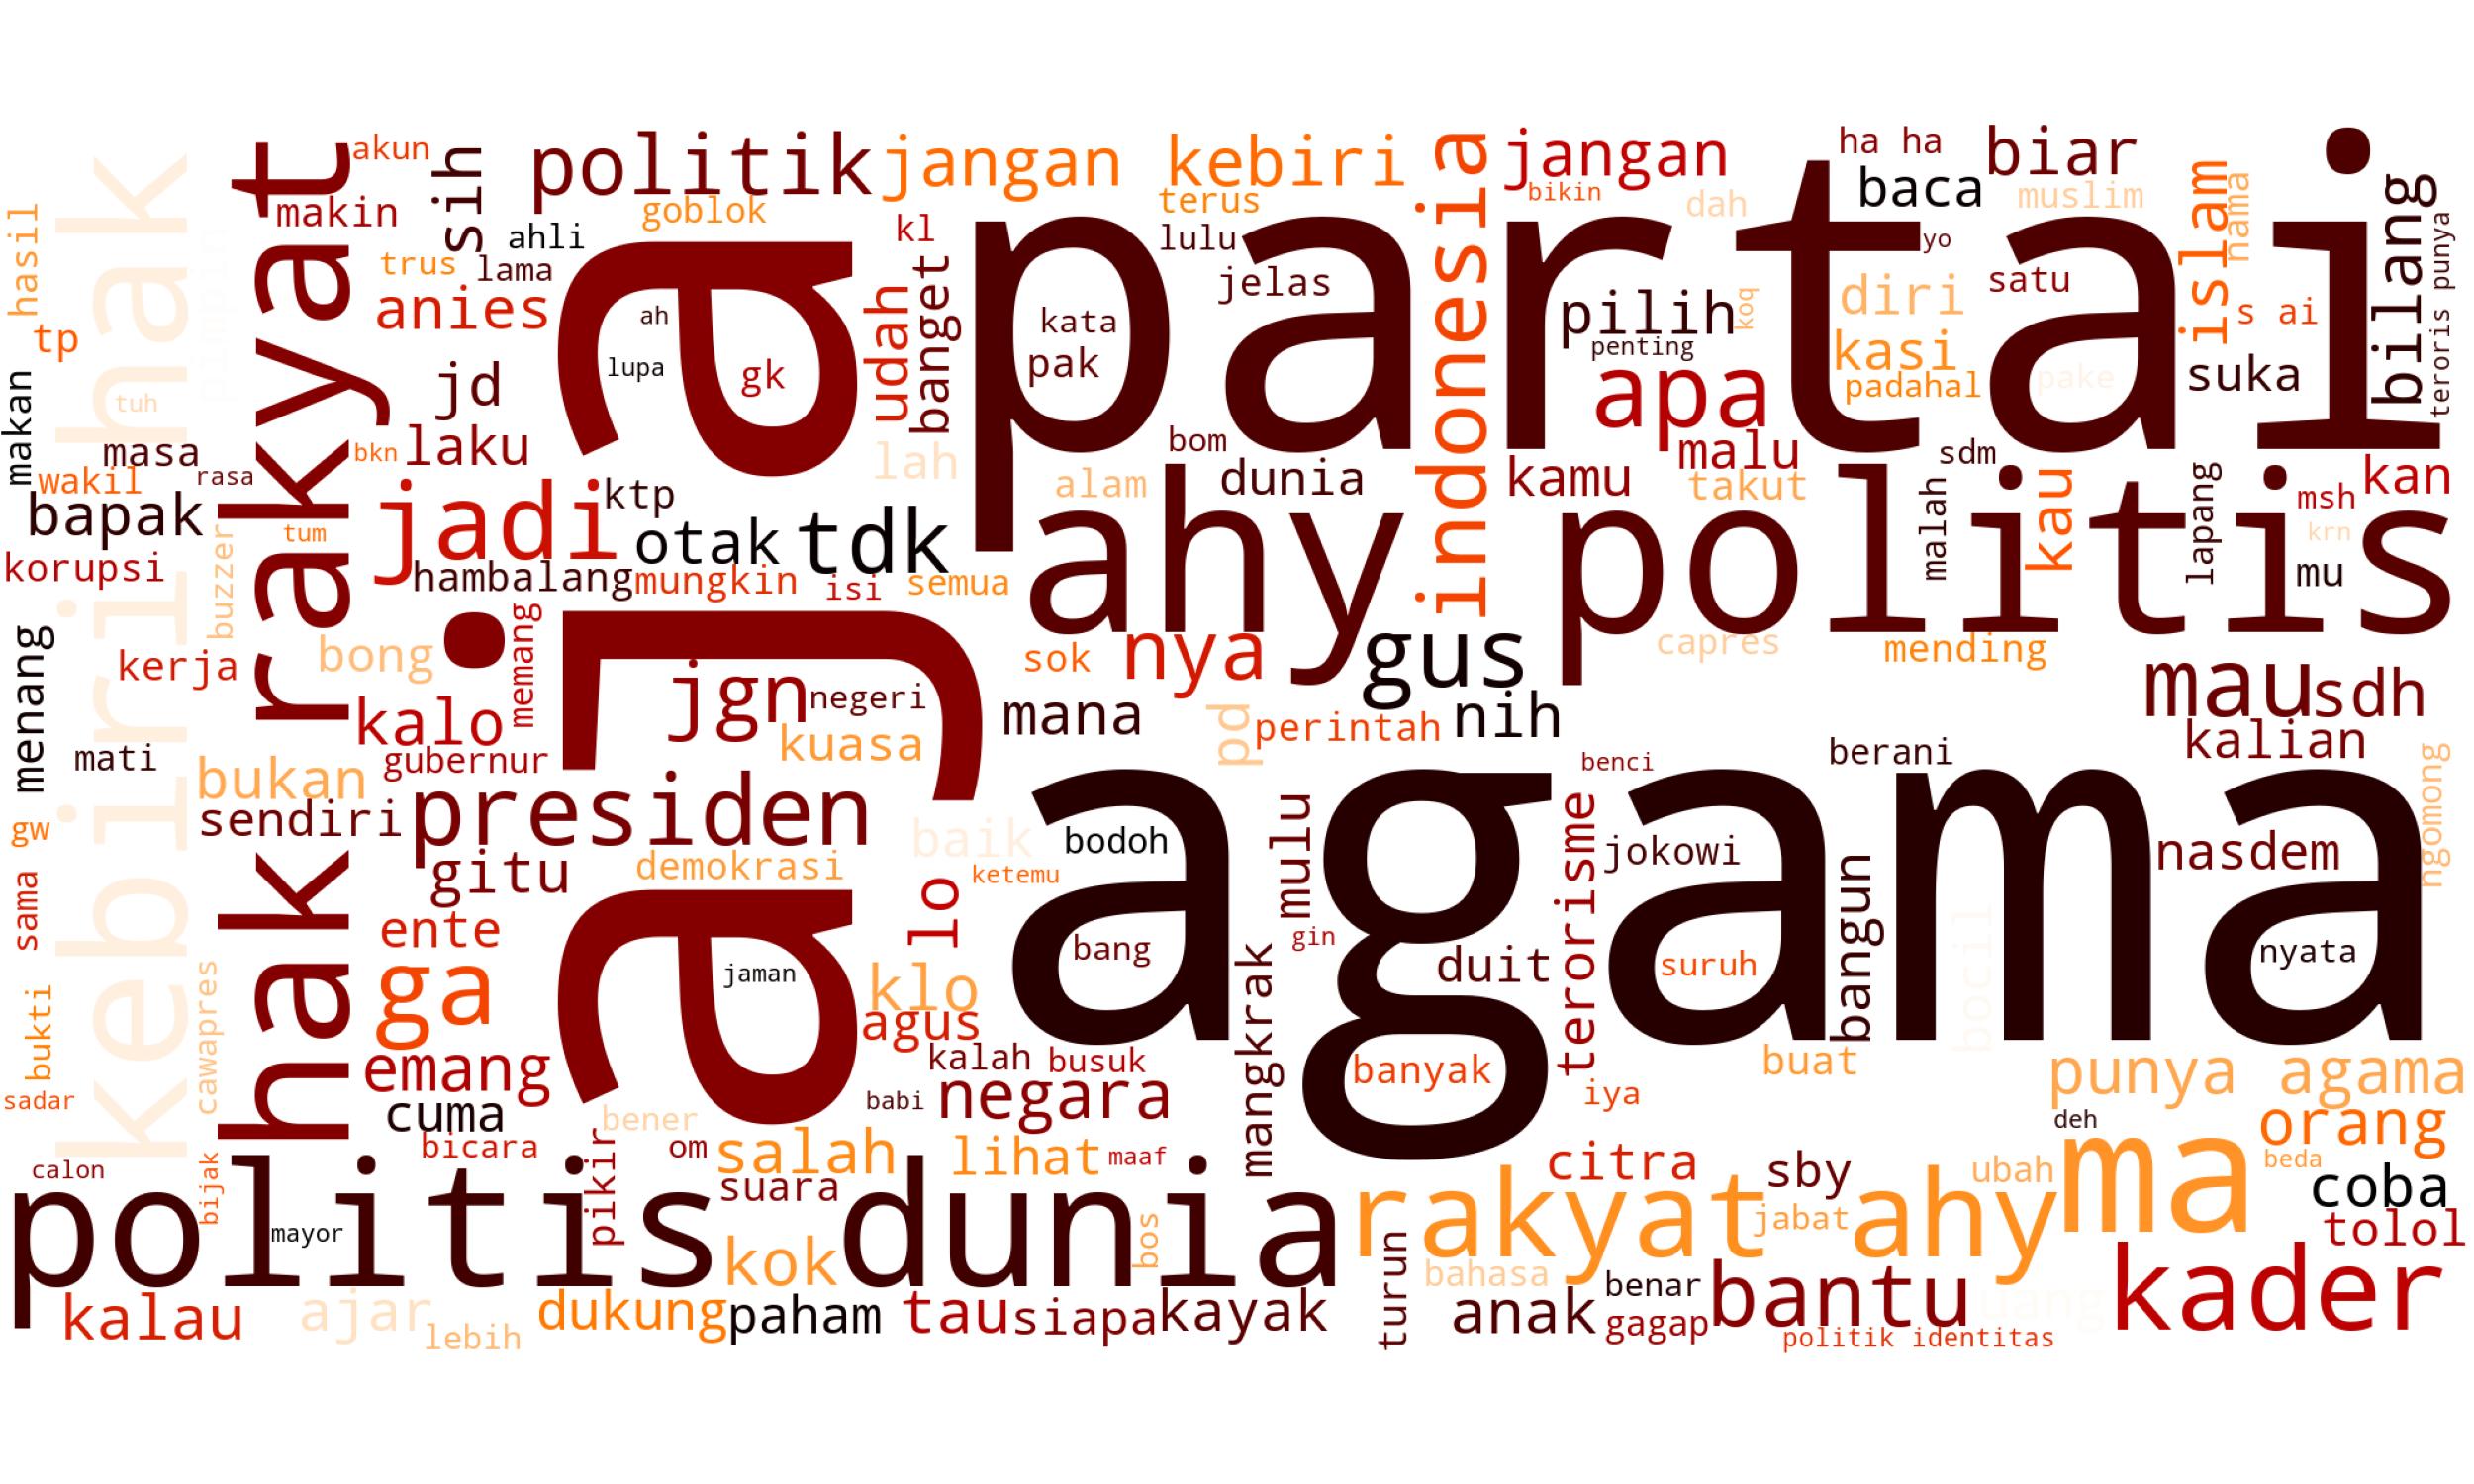 akun
sih
politik
jangan kebiri
jangan
ha ha
biar
baca
muslim
bikin
terus
dah
goblok
makin
rakyat
hak rakyat
kebiri hak
hasil
tp
tuh
ahli
kl
lulu
partai
indonesia
yo
islam
nama
bilang
teroris punya
trus
lama
anies
ah
lupa
gk
aja
udah
banget
kata
pak
jelas
pilih
koq
penting
diri
kasi
padahal
pake
satu
s ai
suka
apa
jd
makan
masa
wakil
rasa
bapak
korupsi
buzzer
bkn
laku
lah
alam
bom
dunia
kamu
malu
takut
sdm
malah
kau
lapang
kan
msh
krn
mu
tum
jadi
ktp
otak
tdk
hambalang
mungkin
isi
semua
ahy
politis
menang
kerja
bong
memang
kalo
gubernur
mati
jgn
negeri
kuasa
sok
nya
gus
capres
mending
mau
sdh
kalian
mana
pd
perintah
nih
benci
berani
ngomong
bukan
sendiri
presiden
gitu
demokrasi
gw
sama
ente
ga
lo
baik
ketemu
bodoh
agama
mulu
gin
terorisme
jokowi
bangun
nasdem
bang
duit
suruh
nyata
jaman
klo
agus
mangkrak
bukti
cawapres
sadar
emang
cuma
kalah
busuk
babi
negara
banyak
iya
buat
punya agama
deh
orang
bener
bicara
pikir
om
salah
suara
lihat
maaf
citra
sby
ubah
ma
beda
coba
calon
bijak
politis dunia
mayor
kok
bos
rakyat ahy
jabat
tolol
turun
bahasa
benar
kalau
ajar
lebih
dukung
paham
tau
siapa
kayak
anak
gagap
bantu
politik identitas
kader